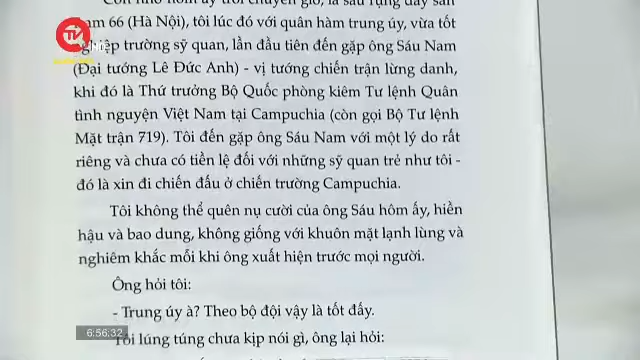 Con nhớ hôm ấy trời chuyển gió, lá sấu rụng đầy sân
Nam 66 (Hà Nội), tôi lúc đó với quân hàm trung úy, vừa tốt
nghiệp trường sỹ quan, lần đầu tiên đến gặp ông Sáu Nam
(Đại tướng Lê Đức Anh) - vị tướng chiến trận lừng danh,
khi đó là Thứ trưởng Bộ Quốc phòng kiêm Tư lệnh Quân
tình nguyện Việt Nam tại Campuchia (còn gọi Bộ Tư lệnh
Mặt trận 719). Tôi đến gặp ông Sáu Nam với một lý do rất
riêng và chưa có tiền lệ đối với những sỹ quan trẻ như tôi -
đó là xin đi chiến đấu ở chiến trường Campuchia.
Tôi không thể quên nụ cười của ông Sáu hôm ấy, hiền
hậu và bao dung, không giống với khuôn mặt lạnh lùng và
nghiêm khắc mỗi khi ông xuất hiện trước mọi người.
Ông hỏi tôi:
- Trung úy à? Theo bộ đội vậy là tốt đấy.
6:56:32
Tôi lúng túng chưa kịp nói gì, ông lại hỏi: